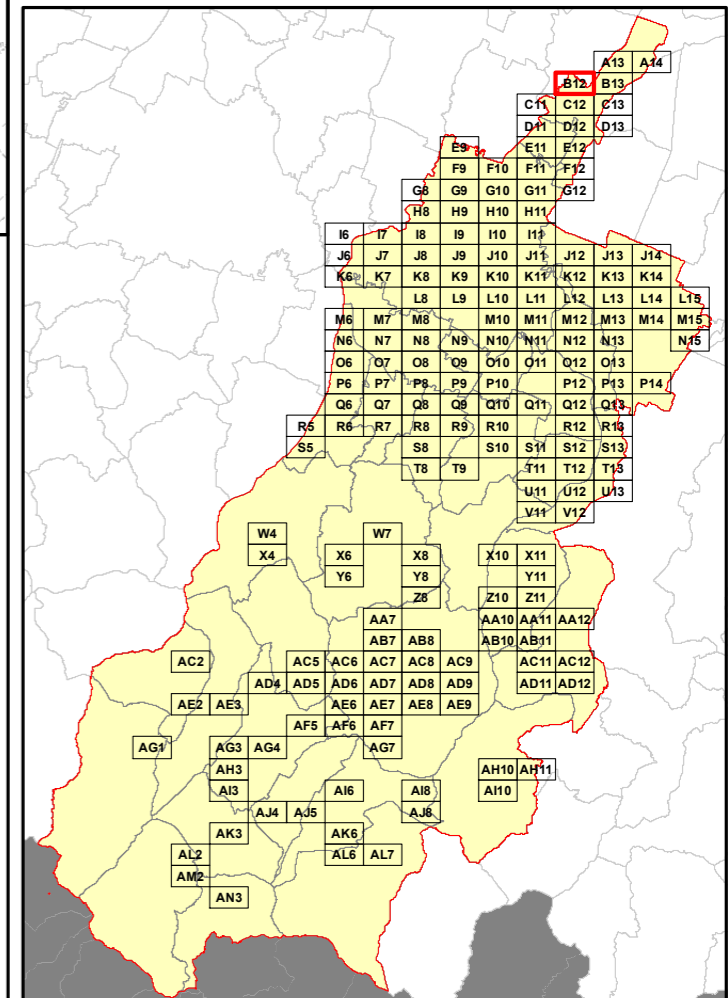 A13 A14
B12 B13
C11 C12 C13
D11 D12 D13
E9 E11 E12
F9 F10 F11 F12
G8 G9 G10 G11 G12
H8 H9 H10 H11
I6 I7 I8 I9 I10 I11
J6 J7 J8 J9 J10 J11 J12 J13 J14
K6 K7 K8 K9 K10 K11 K12 K13 K14
L8 L9 L10 L11 L12 L13 L14 L15
M6 M7 M8 M10 M11 M12 M13 M14 M15
N6 N7 N8 N9 N10 N11 N12 N13 N15
O6 O7 O8 O9 O10 O11 O12 O13
P6 P7 P8 P9 P10 P12 P13 P14
Q6 Q7 Q8 Q9 Q10 Q11 Q12 Q13
R5 R6 R7 R8 R9 R10 R12 R13
S5 S8 S10 S11 S12 S13
T8 T9 T11 T12 T13
U11 U12 U13
V11 V12
W4 W7
X4 X6 X8 X10 X11
Y6 Y8 Y11
Z8 Z10 Z11
AA7 AA10 AA11 AA12
AB7 AB8 AB10 AB11
AC2 AC5 AC6 AC7 AC8 AC9 AC11 AC12
AD4 AD5 AD6 AD7 AD8 AD9 AD11 AD12
AE2 AE3 AE6 AE7 AE8 AE9
AF5 AF6 AF7
AG1 AG3 AG4 AG7
AH3 AH10 AH11
AI3 AI6 AI8 AI10
AJ4 AJ5 AJ8
AK3 AK6
AL2 AL6 AL7
AM2
AN3